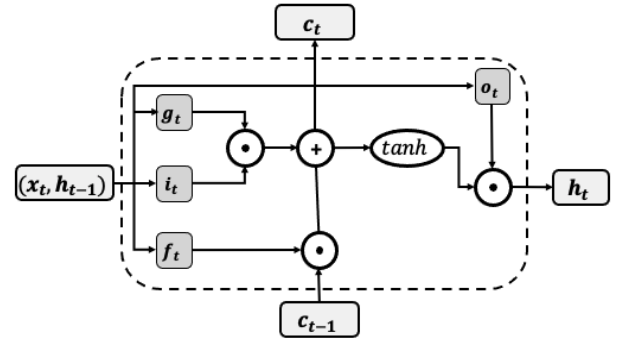 c_t
o_t
g_t
+
tanh
(x_t, h_{t-1})
i_t
h_t
f_t
c_{t-1}